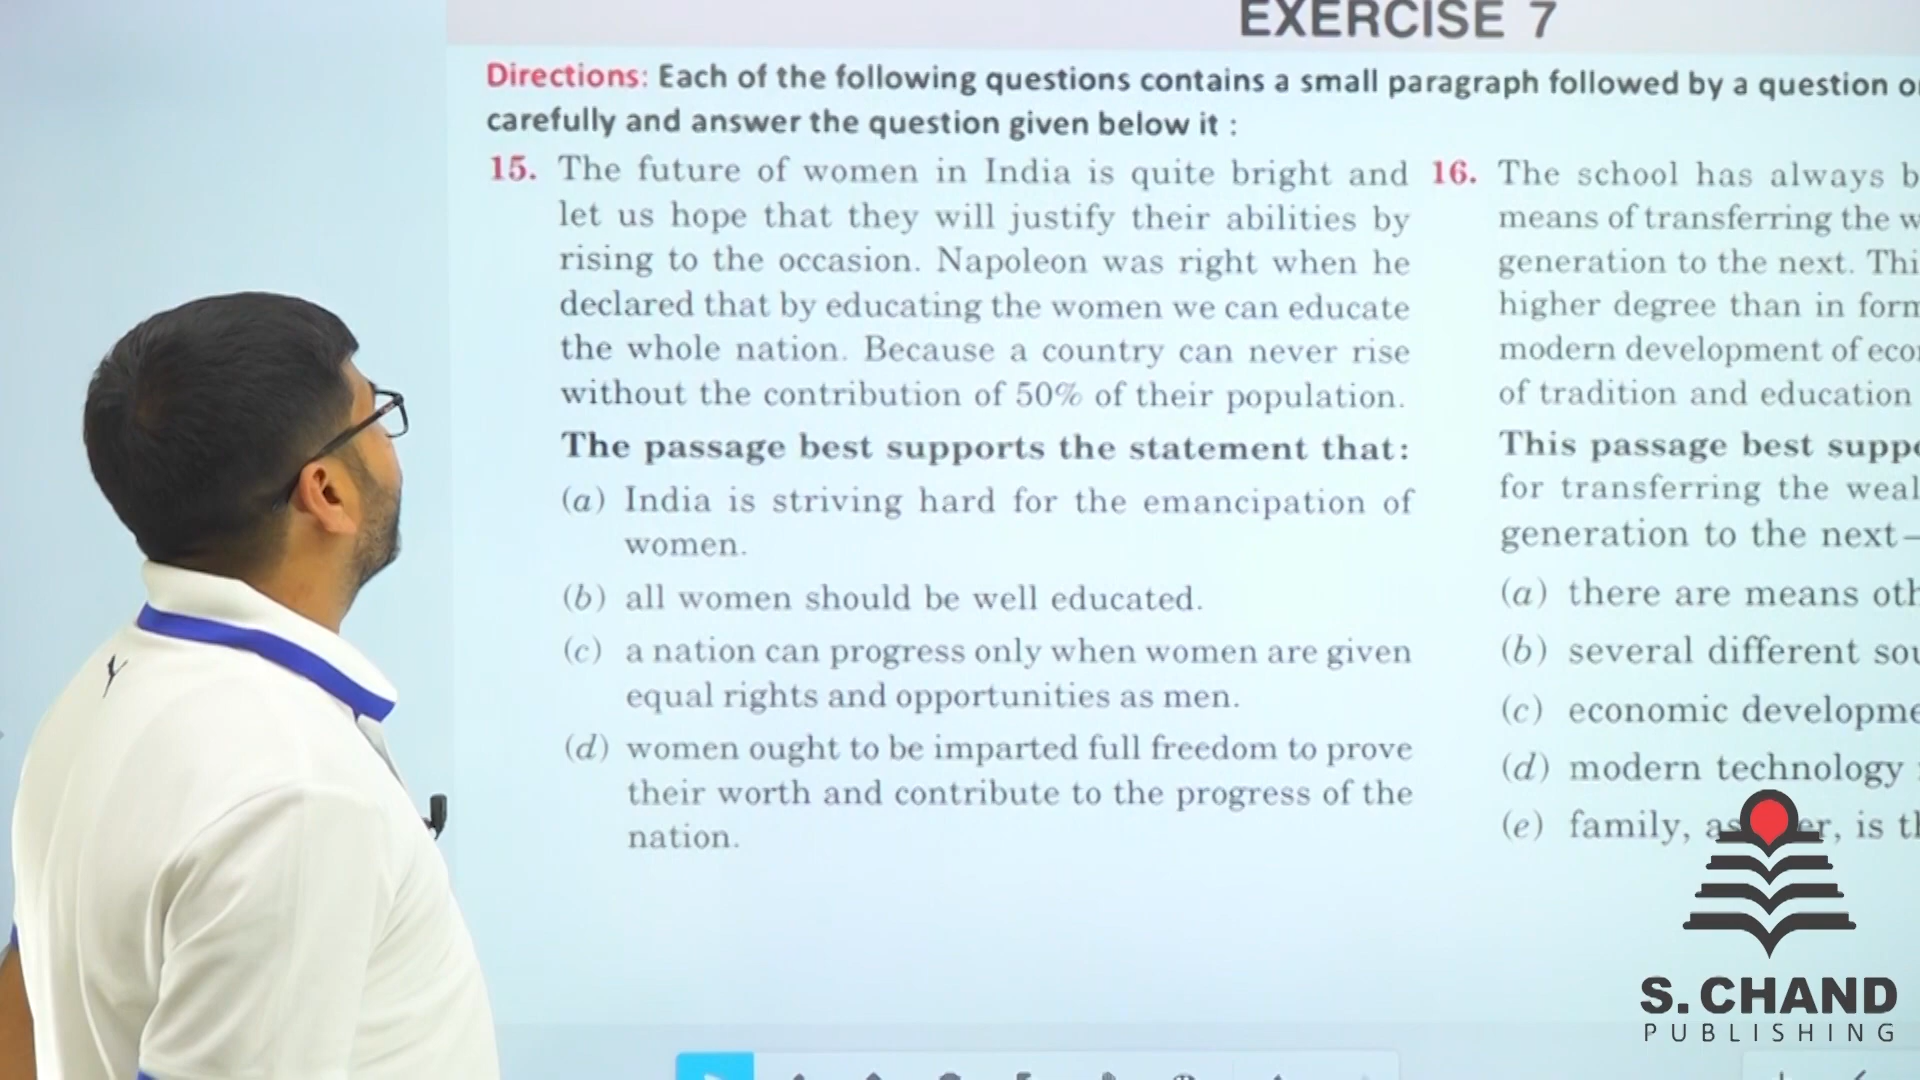 EXERCISE 7
Directions: Each of the following questions contains a small paragraph followed by a question
carefully and answer the question given below it :
15. The future of women in India is quite bright and
let us hope that they will justify their abilities by
rising to the occasion. Napoleon was right when he
declared that by educating the women we can educate
the whole nation. Because a country can never rise
without the contribution of 50% of their population.
The passage best supports the statement that:
(a) India is striving hard for the emancipation of
women.
(b) all women should be well educated.
(c) a nation can progress only when women are given
equal rights and opportunities as men.
(d) women ought to be imparted full freedom to prove
their worth and contribute to the progress of the
nation.
16. The school has always
means of transferring the
generation to the next.
higher degree than in
modern development of
of tradition and education
This passage best
for transferring the
generation to the next—
(a) there are means
(b) several different
(c) economic
(d) modern technology
(e) family, is
S. CHAND
PUBLISHING